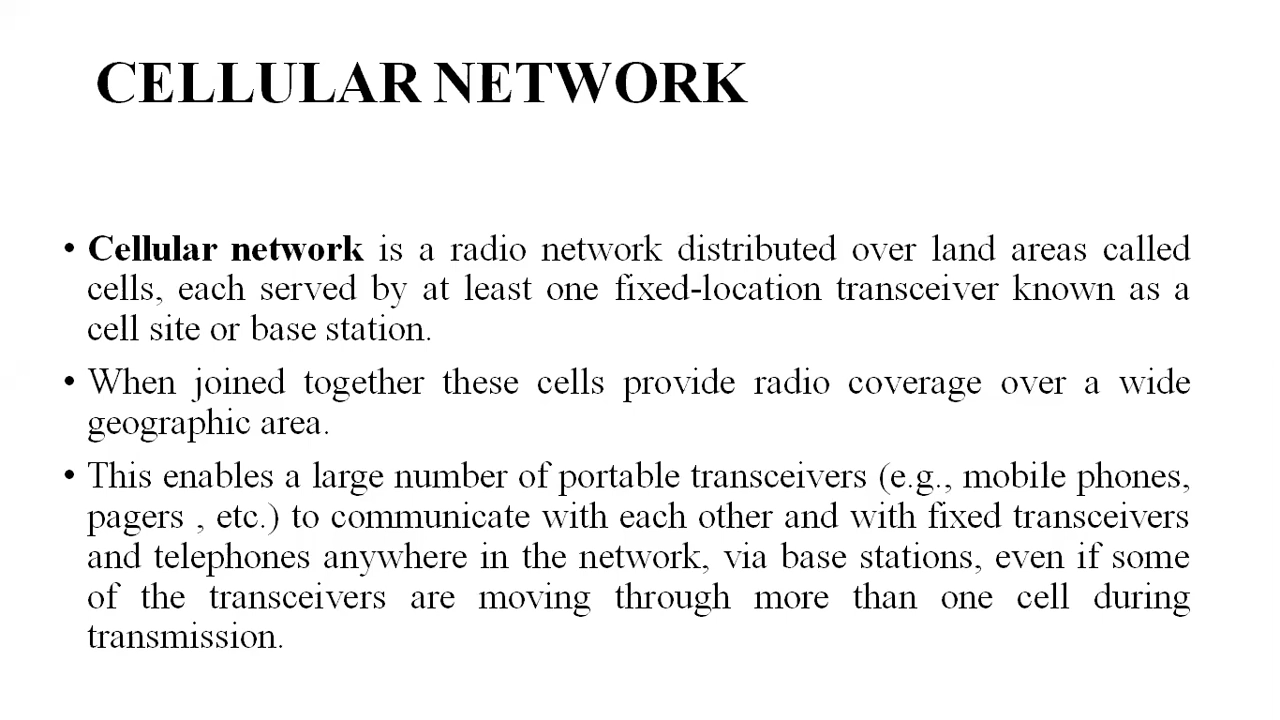 CELLULAR NETWORK
• Cellular network is a radio network distributed over land areas called
cells, each served by at least one fixed-location transceiver known as a
cell site or base station.
• When joined together these cells provide radio coverage over a wide
geographic area.
• This enables a large number of portable transceivers (e.g., mobile phones,
pagers , etc.) to communicate with each other and with fixed transceivers
and telephones anywhere in the network, via base stations, even if some
of the transceivers are moving through more than one cell during
transmission.